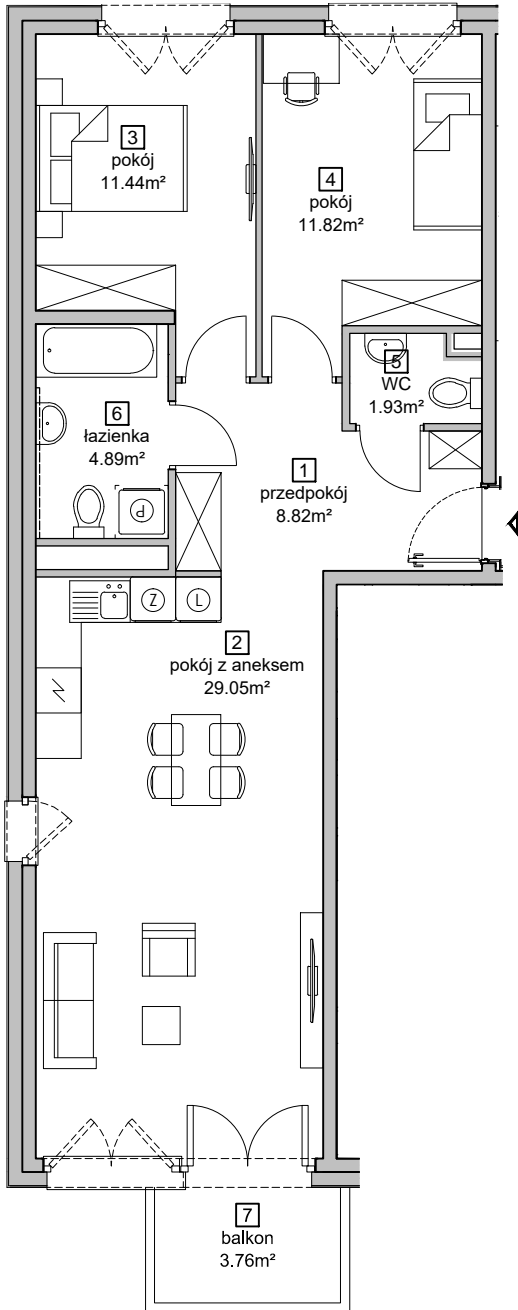 3
pokój
11.44m²
4
pokój
11.82m²
5
WC
1.93m²
6
łazienka
4.89m²
1
przedpokój
8.82m²
P
Z
L
2
pokój z aneksem
29.05m²
7
balkon
3.76m²